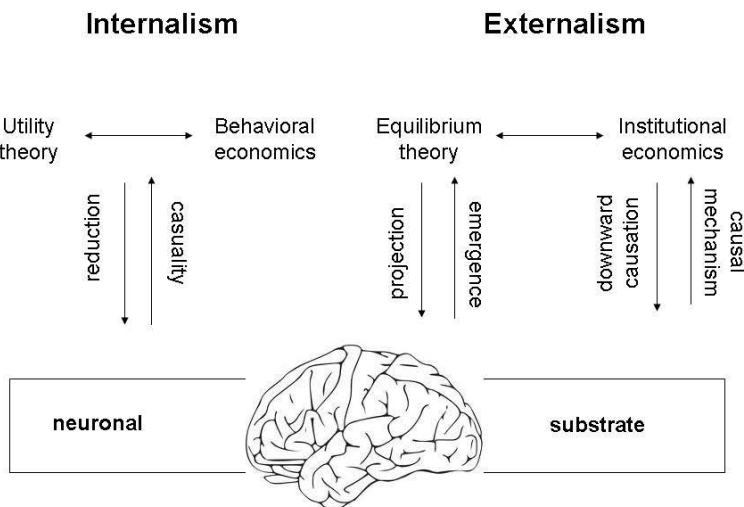 Internalism
Externalism
Utility
theory
Behavioral
economics
Equilibrium
theory
Institutional
economics
reduction
casuality
projection
emergence
downward
causation
causal
mechanism
neuronal
substrate